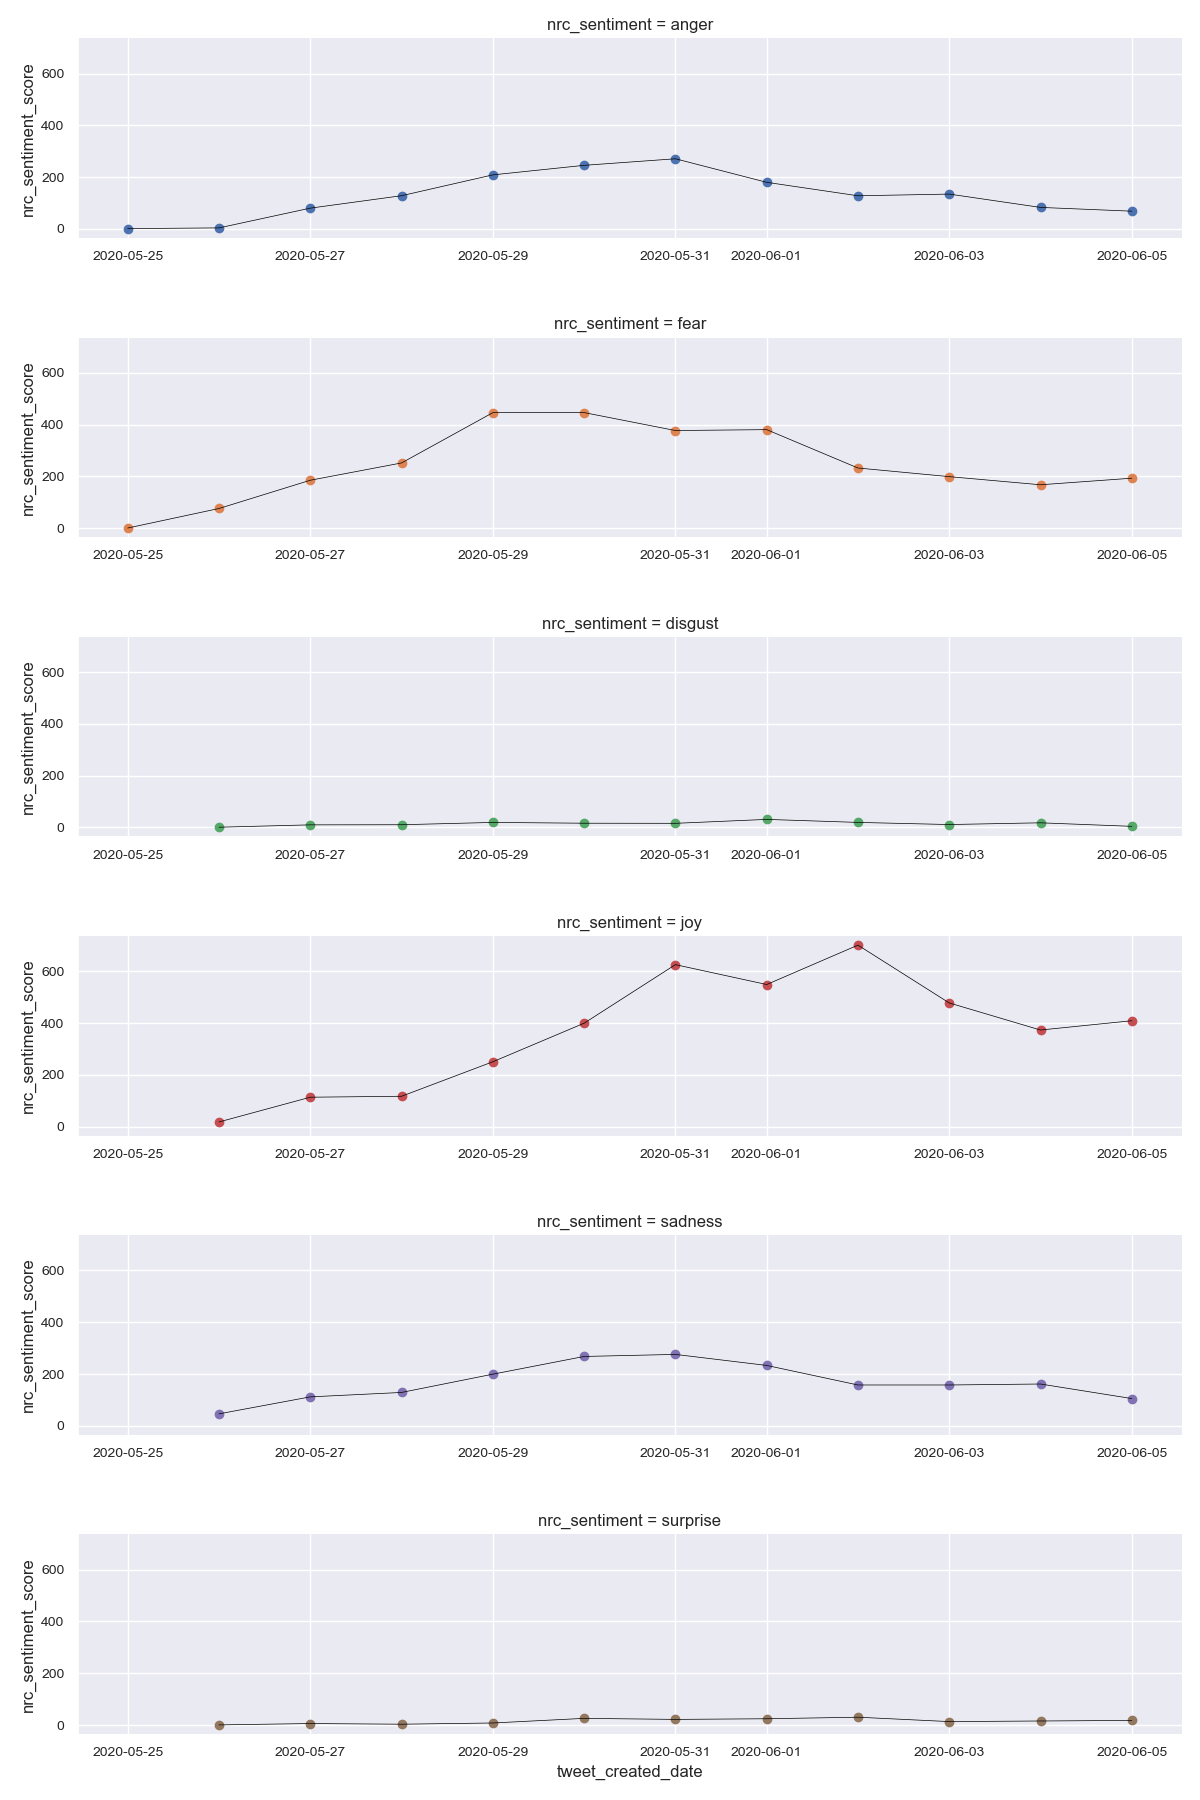 nrc_sentiment = anger
nrc_sentiment_score
600
400
200
0
2020-05-25 2020-05-27 2020-05-29 2020-05-31 2020-06-01 2020-06-03 2020-06-05
nrc_sentiment = fear
nrc_sentiment_score
600
400
200
0
2020-05-25 2020-05-27 2020-05-29 2020-05-31 2020-06-01 2020-06-03 2020-06-05
nrc_sentiment = disgust
nrc_sentiment_score
600
400
200
0
2020-05-25 2020-05-27 2020-05-29 2020-05-31 2020-06-01 2020-06-03 2020-06-05
nrc_sentiment = joy
nrc_sentiment_score
600
400
200
0
2020-05-25 2020-05-27 2020-05-29 2020-05-31 2020-06-01 2020-06-03 2020-06-05
nrc_sentiment = sadness
nrc_sentiment_score
600
400
200
0
2020-05-25 2020-05-27 2020-05-29 2020-05-31 2020-06-01 2020-06-03 2020-06-05
nrc_sentiment = surprise
nrc_sentiment_score
600
400
200
0
2020-05-25 2020-05-27 2020-05-29 2020-05-31 2020-06-01 2020-06-03 2020-06-05
tweet_created_date